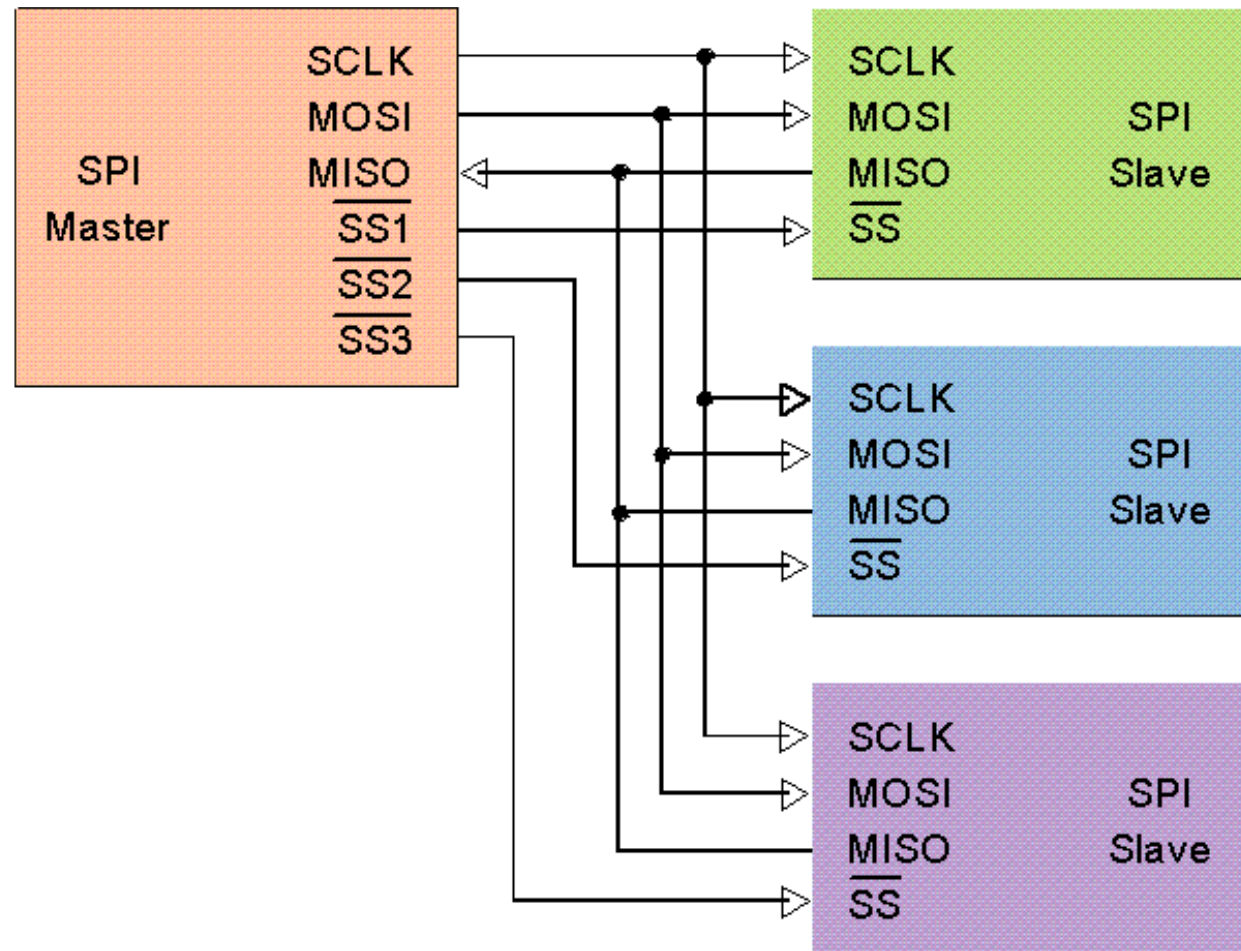 SCLK
MOSI
MISO
SS1
SS2
SS3
SPI
Master
SCLK
MOSI
MISO
SS
SPI
Slave
SCLK
MOSI
MISO
SS
SPI
Slave
SCLK
MOSI
MISO
SS
SPI
Slave